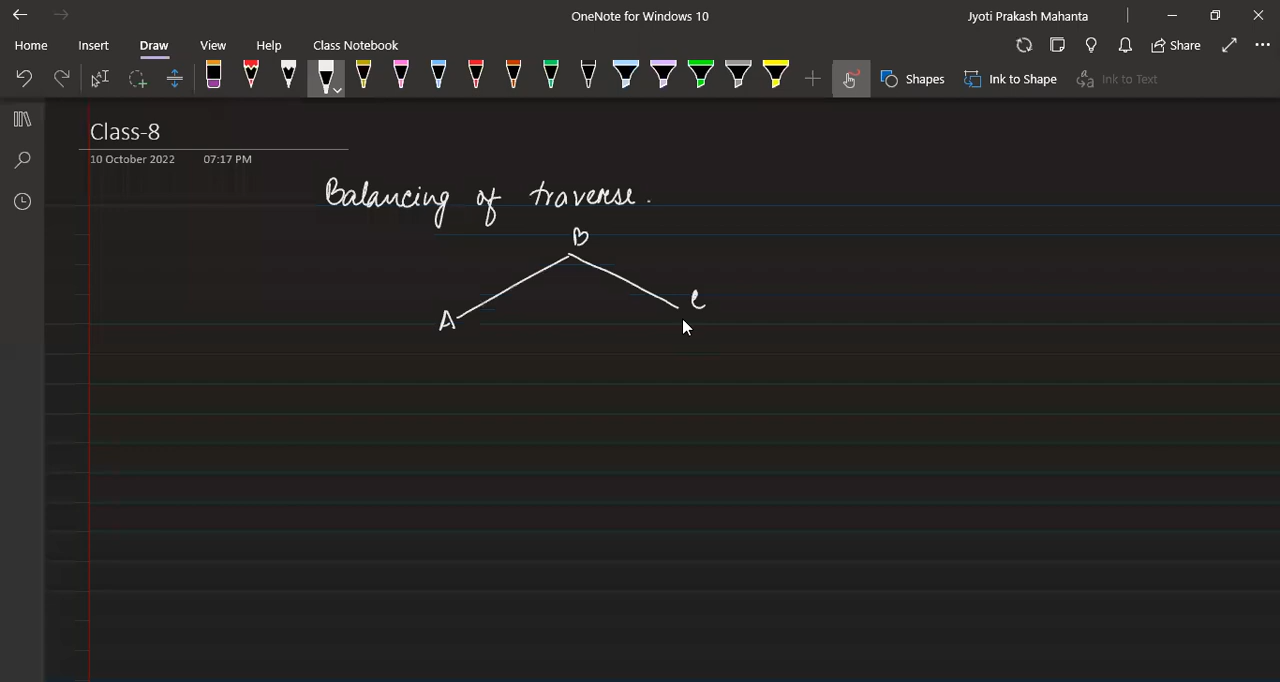 OneNote for Windows 10
Jyoti Prakash Mahanta
Home Insert Draw View Help Class Notebook
Share
Shapes Ink to Shape Ink to Text
Class-8
10 October 2022 07:17 PM
Balancing of traverse.
B
A
C